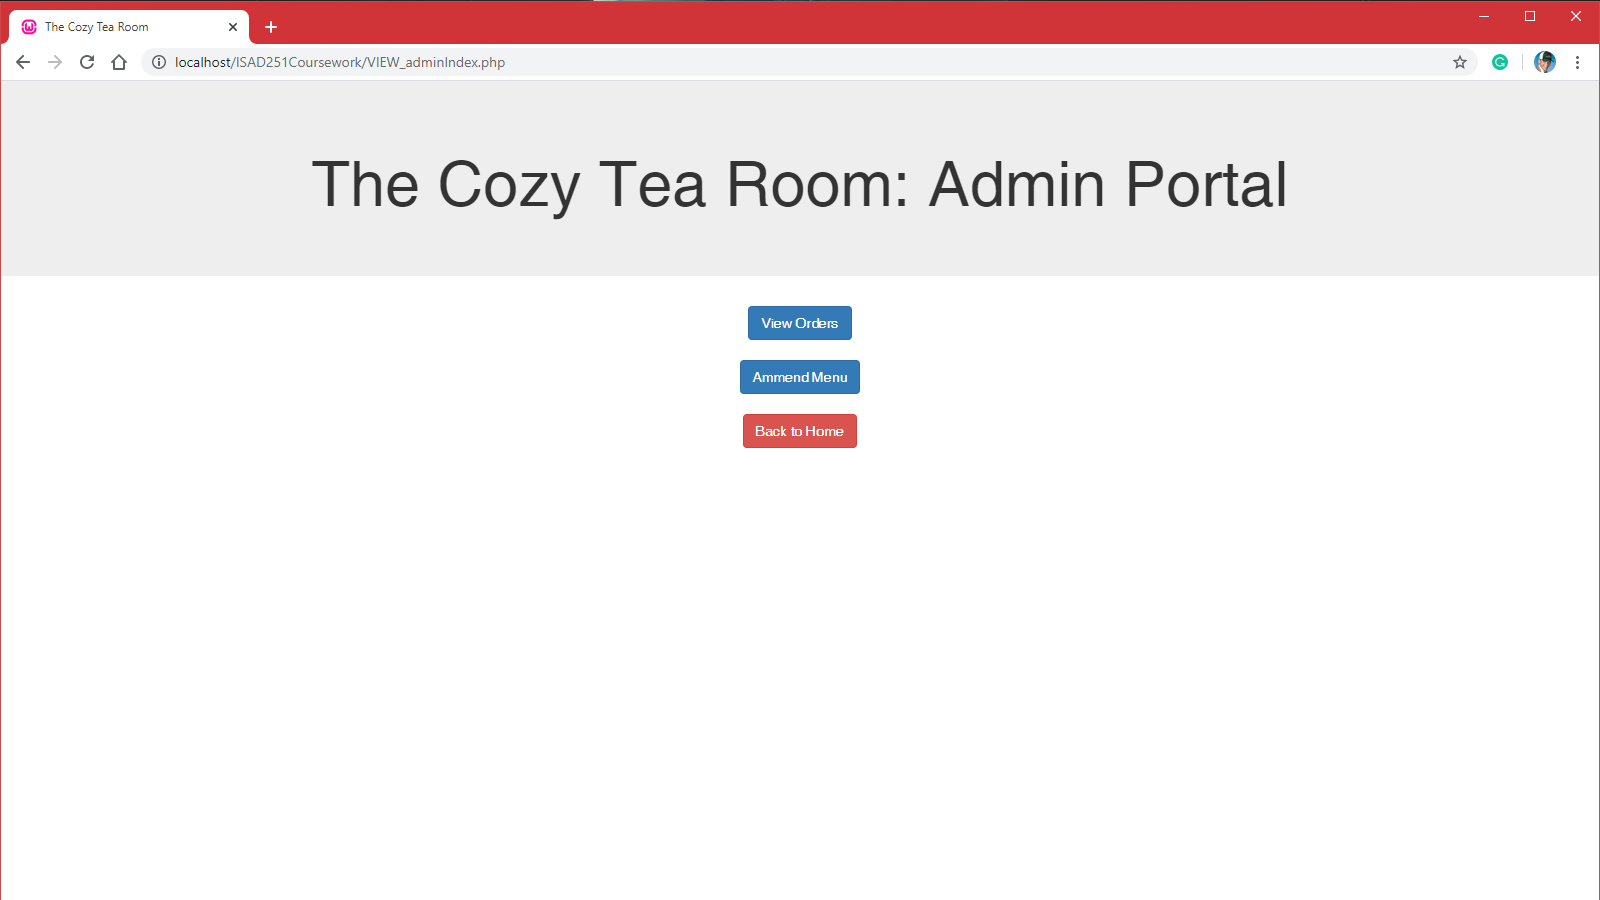 The Cozy Tea Room
localhost/ISAD251Coursework/VIEW_adminIndex.php
The Cozy Tea Room: Admin Portal
View Orders
Ammend Menu
Back to Home